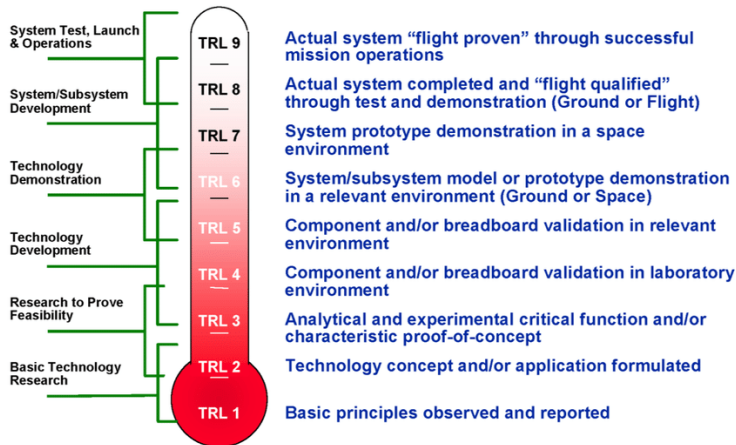 System Test, Launch
& Operations
System/Subsystem
Development
Technology
Demonstration
Technology
Development
Research to Prove
Feasibility
Basic Technology
Research
TRL 9
TRL 8
TRL 7
TRL 6
TRL 5
TRL 4
TRL 3
TRL 2
TRL 1
Actual system “flight proven” through successful
mission operations
Actual system completed and “flight qualified”
through test and demonstration (Ground or Flight)
System prototype demonstration in a space
environment
System/subsystem model or prototype demonstration
in a relevant environment (Ground or Space)
Component and/or breadboard validation in relevant
environment
Component and/or breadboard validation in laboratory
environment
Analytical and experimental critical function and/or
characteristic proof-of-concept
Technology concept and/or application formulated
Basic principles observed and reported